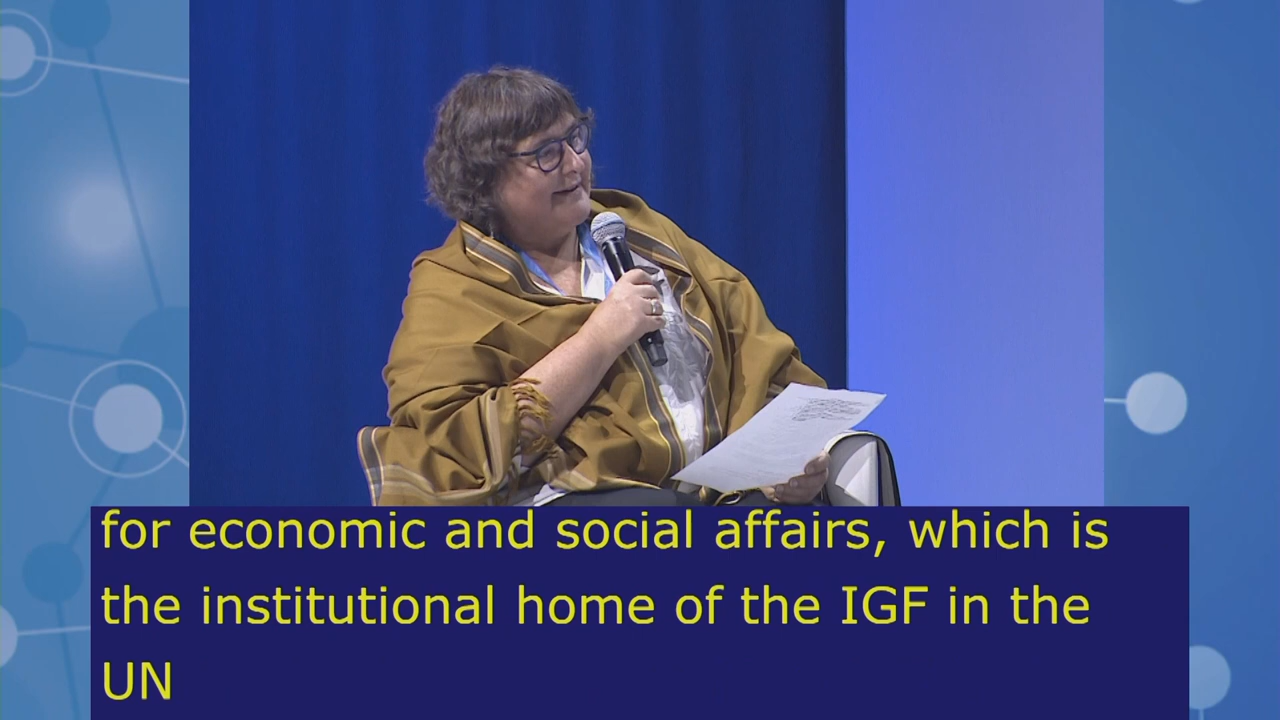 for economic and social affairs, which is
the institutional home of the IGF in the
UN